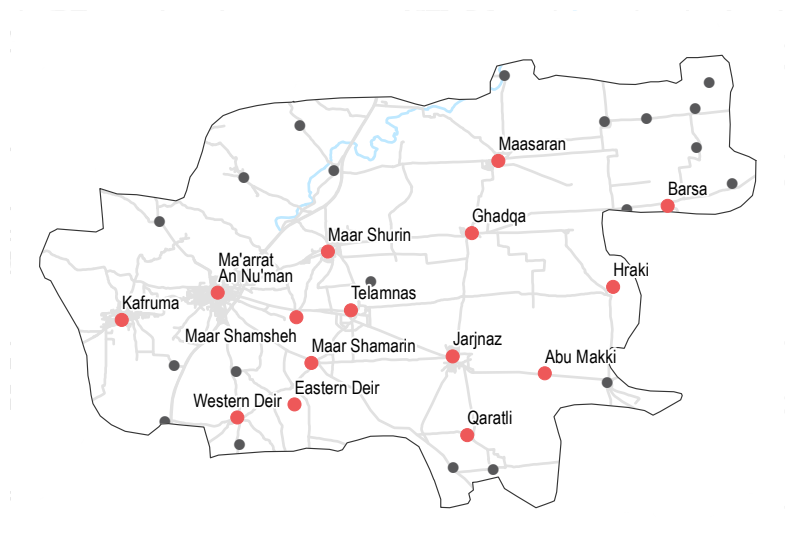 Maasaran
Barsa
Ghadqa
Maar Shurin
Ma'arrat
An Nu'man
Hraki
Telamnas
Kafruma
Maar Shamsheh
Maar Shamarin
Jarjnaz
Abu Makki
Eastern Deir
Western Deir
Qaratli